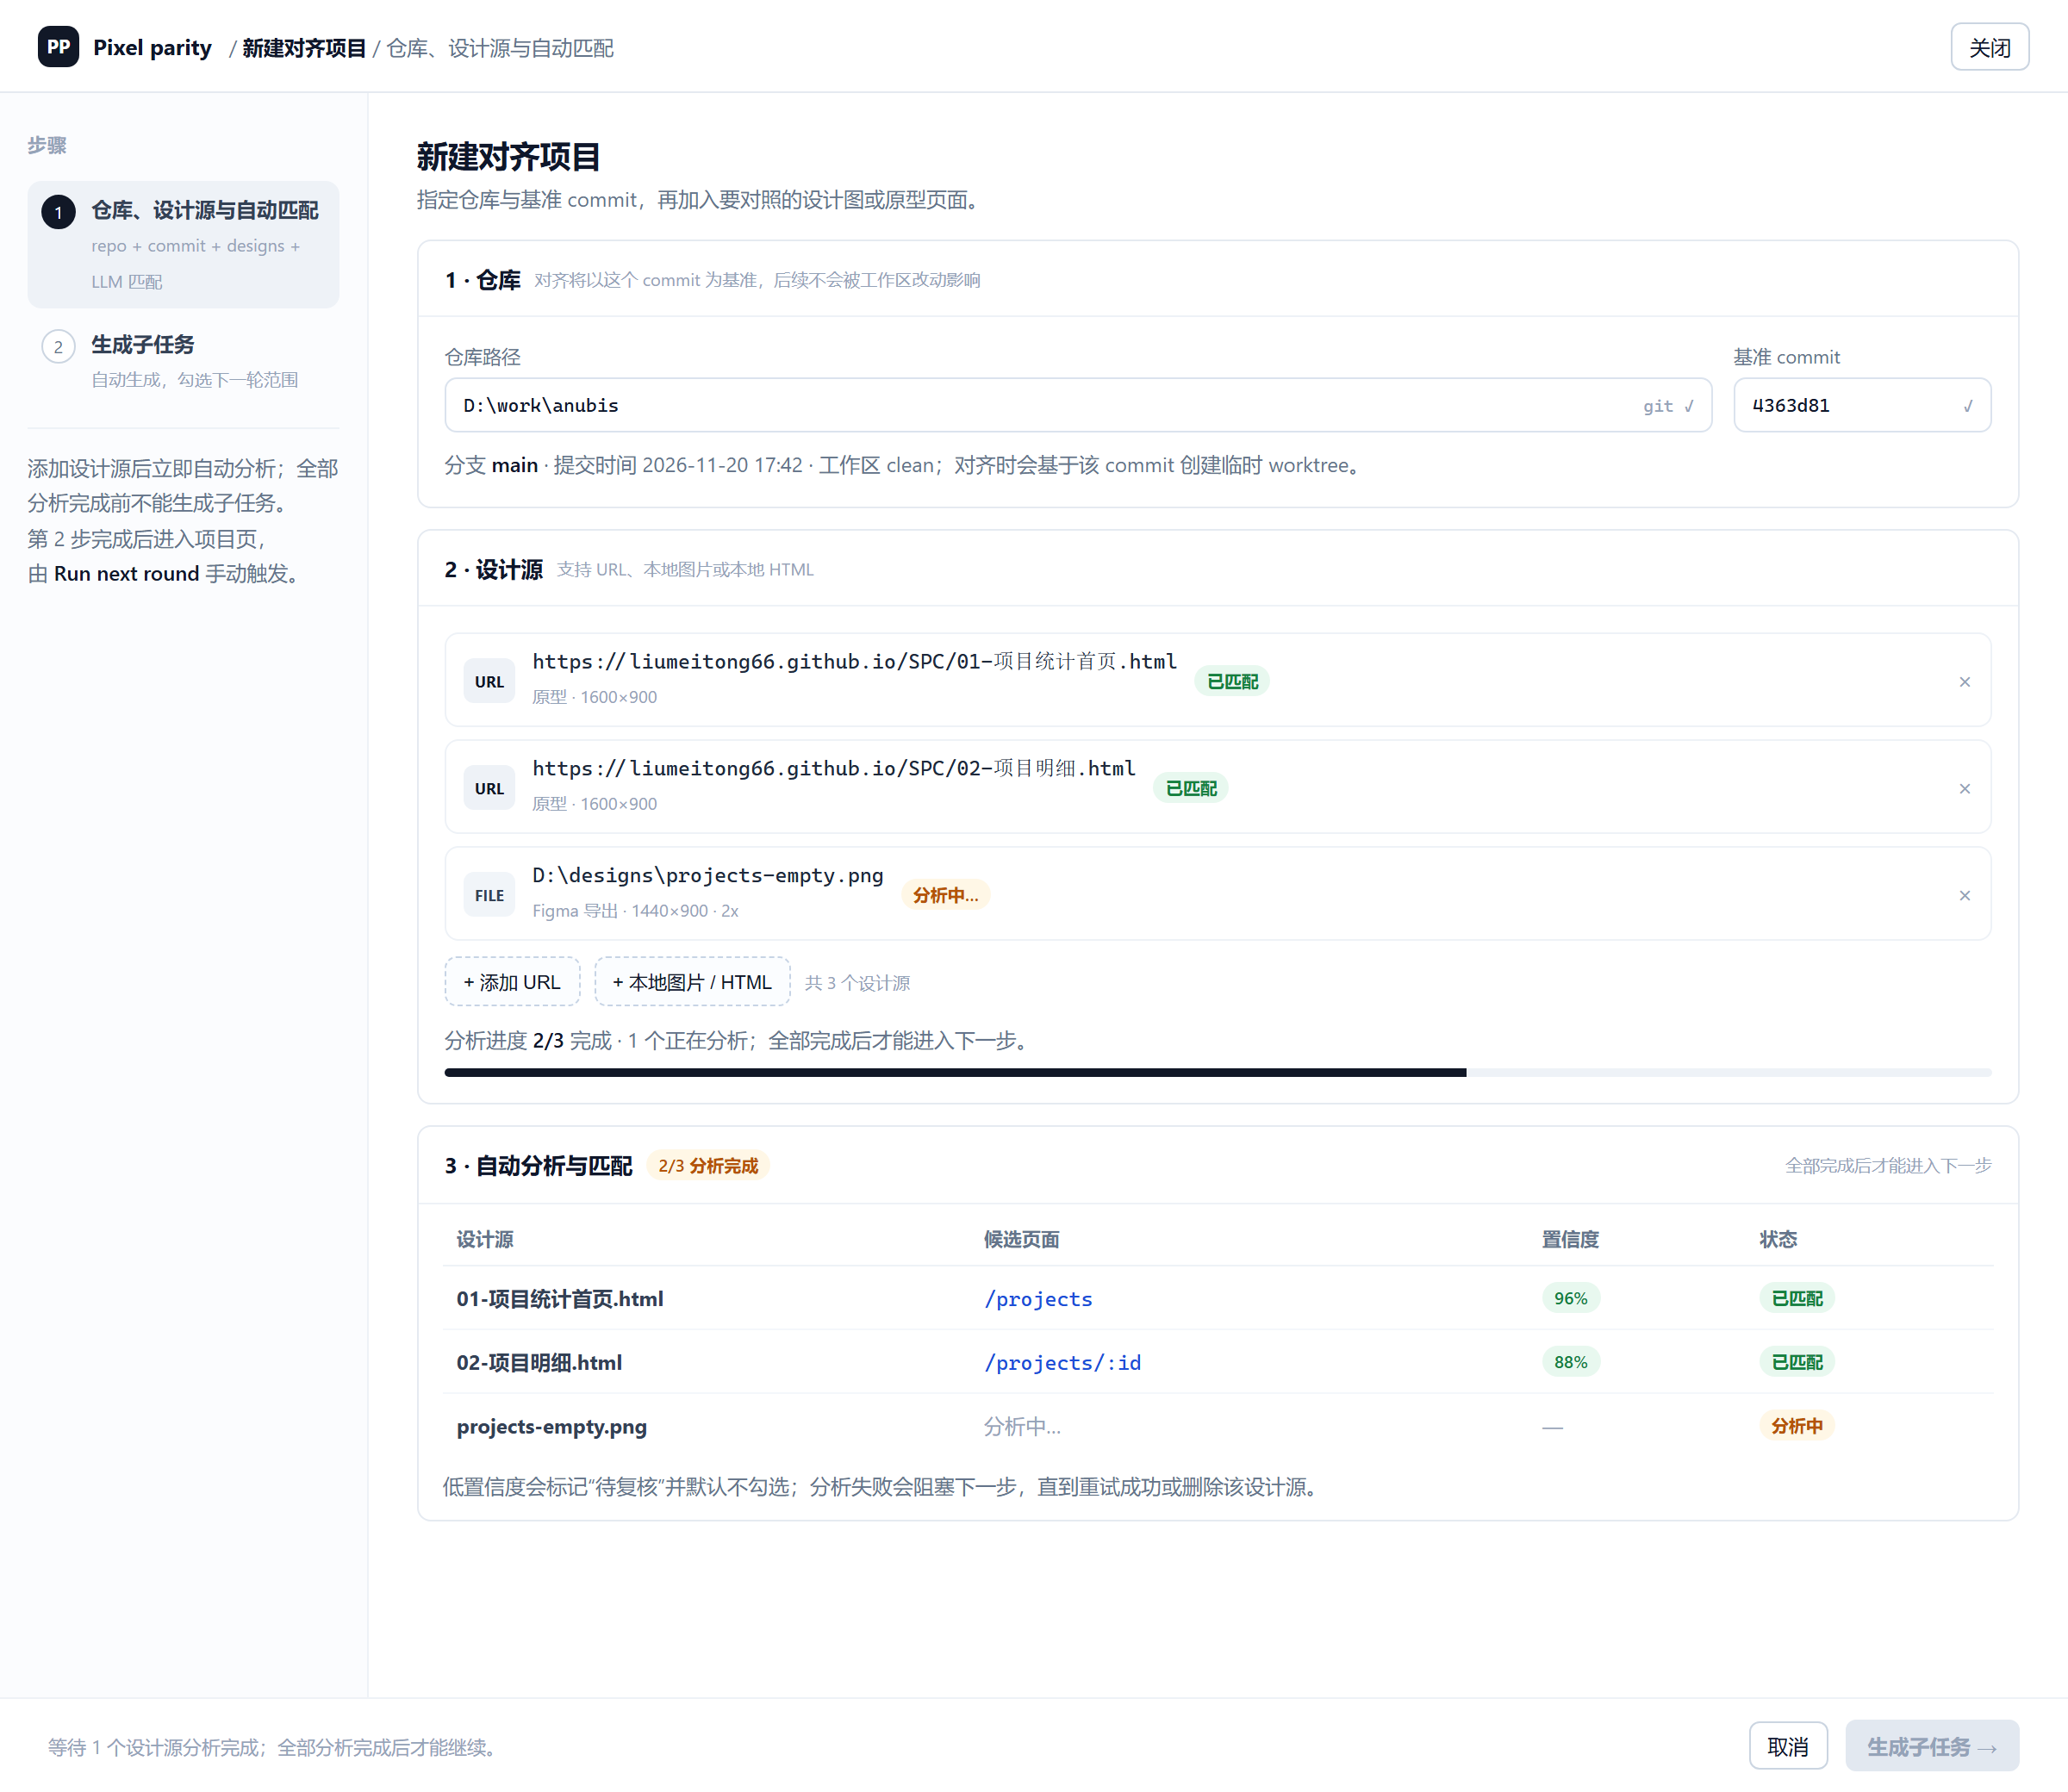 PP Pixel parity / 新建对齐项目 / 仓库、设计源与自动匹配
关闭
步骤
1 仓库、设计源与自动匹配
repo + commit + designs +
LLM 匹配
2 生成子任务
自动生成，勾选下一轮范围
添加设计源后立即自动分析；全部
分析完成前不能生成子任务。
第 2 步完成后进入项目页，
由 Run next round 手动触发。
新建对齐项目
指定仓库与基准 commit，再加入要对照的设计图或原型页面。
1 · 仓库 对齐将以这个 commit 为基准，后续不会被工作区改动影响
仓库路径
D:\work\anubis git ✓
基准 commit
4363d81 ✓
分支 main · 提交时间 2026-11-20 17:42 · 工作区 clean；对齐时会基于该 commit 创建临时 worktree。
2 · 设计源 支持 URL、本地图片或本地 HTML
URL
https://liumeitong66.github.io/SPC/01-项目统计首页.html
原型 · 1600×900
已匹配
×
URL
https://liumeitong66.github.io/SPC/02-项目明细.html
原型 · 1600×900
已匹配
×
FILE
D:\designs\projects-empty.png
Figma 导出 · 1440×900 · 2x
分析中...
×
+ 添加 URL
+ 本地图片 / HTML
共 3 个设计源
分析进度 2/3 完成 · 1 个正在分析；全部完成后才能进入下一步。
3 · 自动分析与匹配 2/3 分析完成 全部完成后才能进入下一步
设计源 候选页面 置信度 状态
01-项目统计首页.html /projects 96% 已匹配
02-项目明细.html /projects/:id 88% 已匹配
projects-empty.png 分析中... — 分析中
低置信度会标记“待复核”并默认不勾选；分析失败会阻塞下一步，直到重试成功或删除该设计源。
等待 1 个设计源分析完成；全部分析完成后才能继续。
取消
生成子任务 →